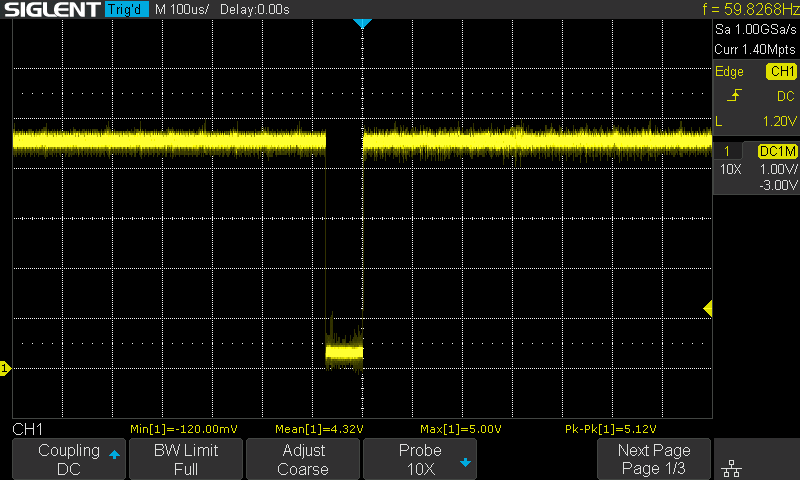 SIGLENT Trig'd M 100us/ Delay:0.00s f = 59.8268Hz
Sa 1.00GSa/s
Curr 1.40Mpts
Edge CH1
DC
L 1.20V
1 DC1M
10X 1.00V/
-3.00V
1
CH1 Min[1]=-120.00mV Mean[1]=4.32V Max[1]=5.00V Pk-Pk[1]=5.12V
Coupling BW Limit Adjust Probe Next Page
DC Full Coarse 10X Page 1/3